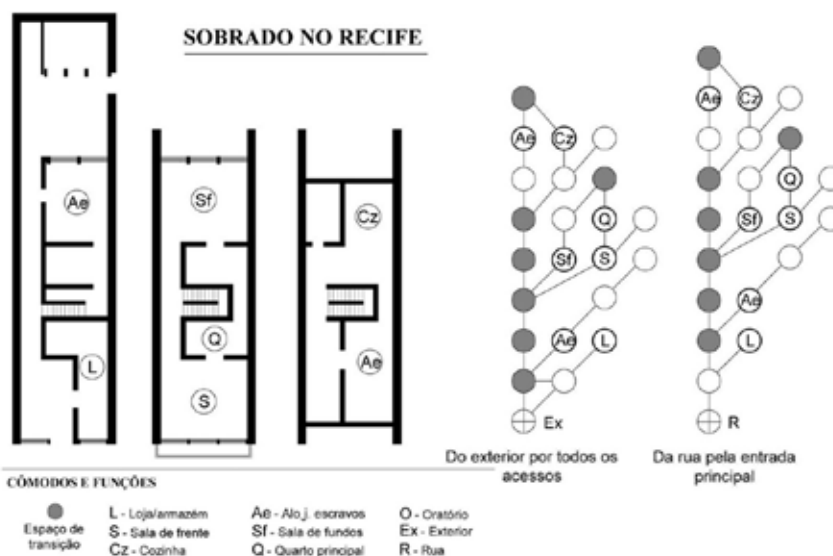 SOBRADO NO RECIFE
Ae
L
Sf
Q
S
Cz
Ae
Ae
Cz
Q
Sf
S
Ae
L
Ex
Do exterior por todos os
acessos
Ae
Cz
Q
Sf
S
Ae
L
R
Da rua pela entrada
principal
CÔMODOS E FUNÇÕES
Espaço de
transição
L - Loja/armazém
S - Sala de frente
Cz - Cozinha
Ae - Aloj. escravos
Sf - Sala de fundos
Q - Quarto principal
O - Oratório
Ex - Exterior
R - Rua